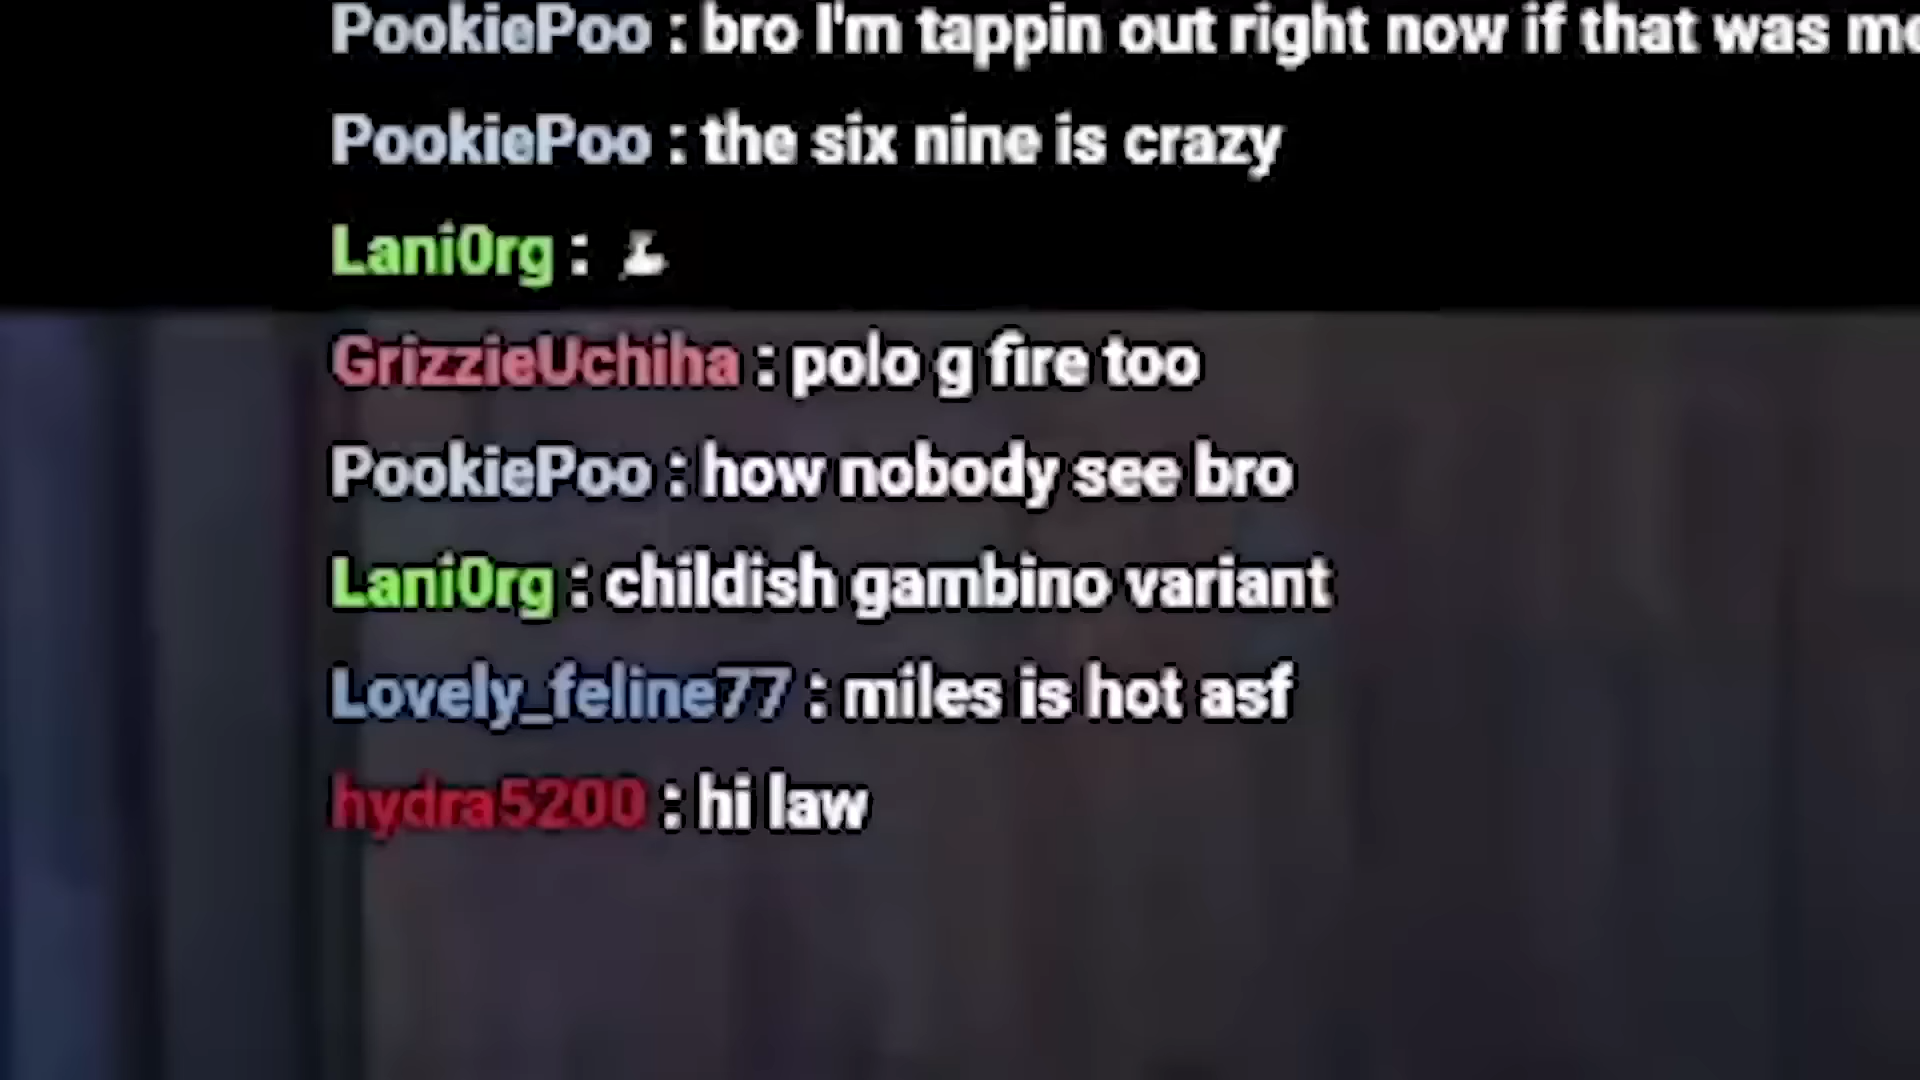 PookiePoo : bro I'm tappin out right now if that was me
PookiePoo : the six nine is crazy
Lani0rg :
GrizzieUchiha : polo g fire too
PookiePoo : how nobody see bro
Lani0rg : childish gambino variant
Lovely_feline77 : miles is hot asf
hydra5200 : hi law